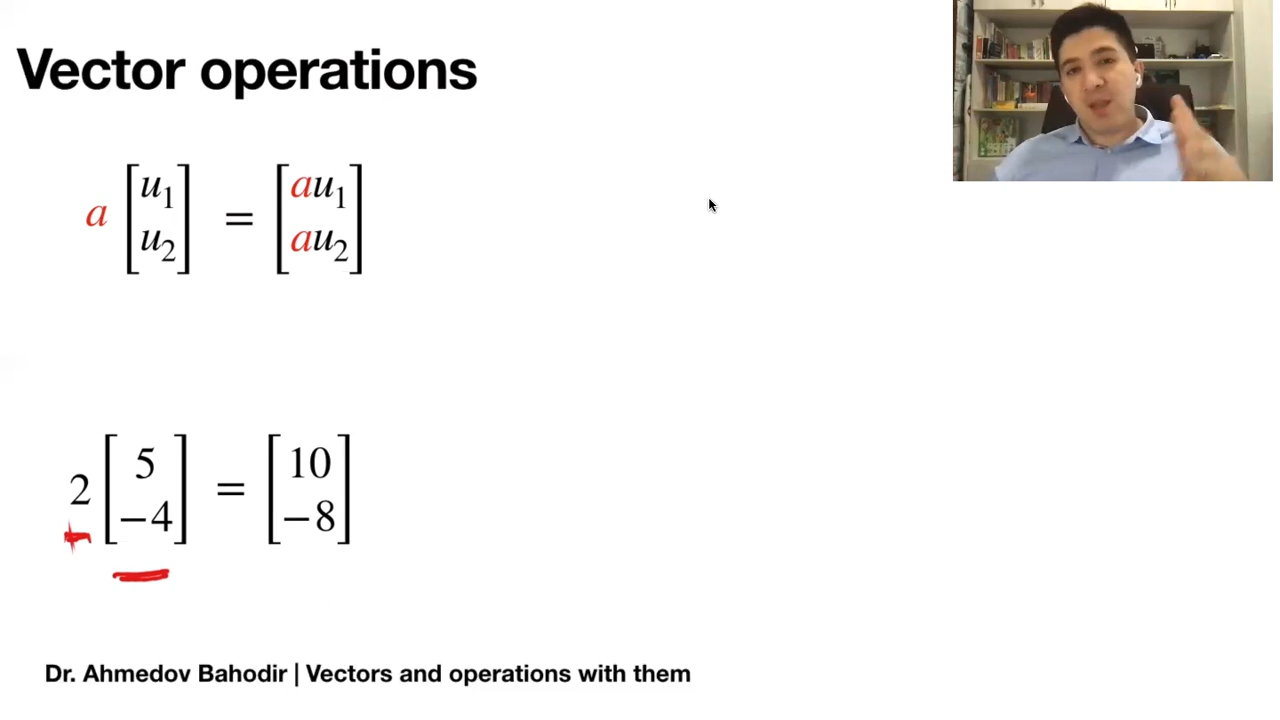 Vector operations
a [u₁ u₂] = [au₁ au₂]
2 [5 −4] = [10 −8]
Dr. Ahmedov Bahodir | Vectors and operations with them